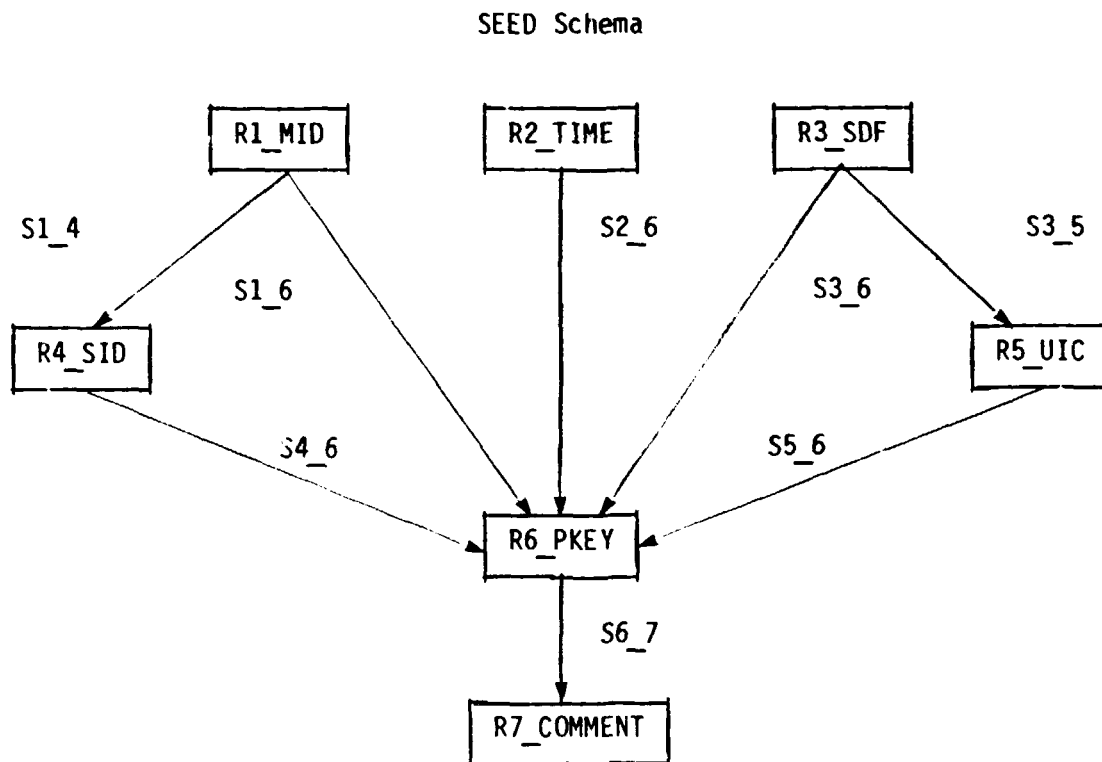 SEED Schema
R1_MID
R2_TIME
R3_SDF
S1_4
S2_6
S3_5
S1_6
S3_6
R4_SID
R5_UIC
S4_6
S5_6
R6_PKEY
S6_7
R7_COMMENT